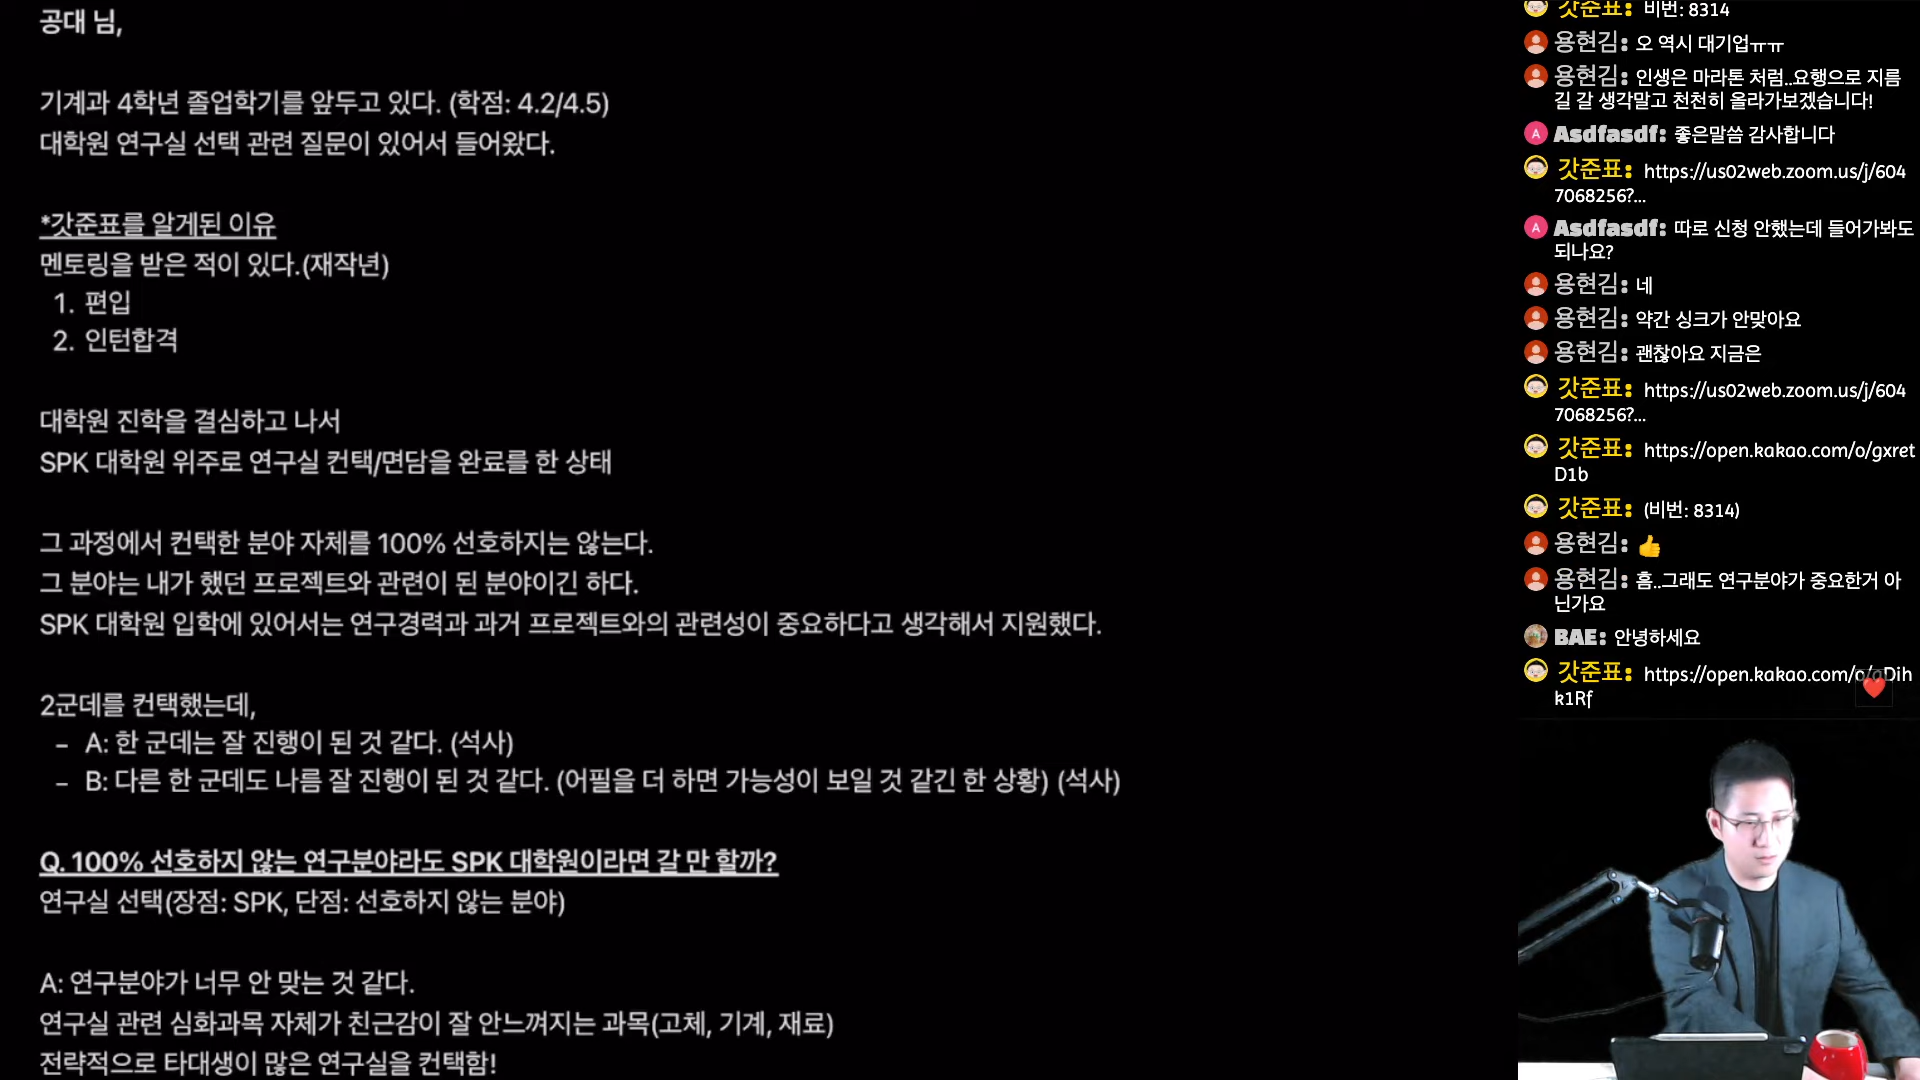 공대 님,
기계과 4학년 졸업학기를 앞두고 있다. (학점: 4.2/4.5)
대학원 연구실 선택 관련 질문이 있어서 들어왔다.
*갓준표를 알게된 이유
멘토링을 받은 적이 있다.(재작년)
1. 편입
2. 인턴합격
대학원 진학을 결심하고 나서
SPK 대학원 위주로 연구실 컨택/면담을 완료를 한 상태
그 과정에서 컨택한 분야 자체를 100% 선호하지는 않는다.
그 분야는 내가 했던 프로젝트와 관련이 된 분야이긴 하다.
SPK 대학원 입학에 있어서는 연구경력과 과거 프로젝트와의 관련성이 중요하다고 생각해서 지원했다.
2군데를 컨택했는데,
- A: 한 군데는 잘 진행이 된 것 같다. (석사)
- B: 다른 한 군데도 나름 잘 진행이 된 것 같다. (어필을 더 하면 가능성이 보일 것 같긴 한 상황) (석사)
Q. 100% 선호하지 않는 연구분야라도 SPK 대학원이라면 갈 만 할까?
연구실 선택(장점: SPK, 단점: 선호하지 않는 분야)
A: 연구분야가 너무 안 맞는 것 같다.
연구실 관련 심화과목 자체가 친근감이 잘 안느껴지는 과목(고체, 기계, 재료)
전략적으로 타대생이 많은 연구실을 컨택함!
갓준표: 비번: 8314
용현김: 오 역시 대기업ㅠㅠ
용현김: 인생은 마라톤 처럼..요행으로 지름
길 갈 생각말고 천천히 올라가보겠습니다!
A Asdfasdf: 좋은말씀 감사합니다
갓준표: https://us02web.zoom.us/j/604
7068256?...
A Asdfasdf: 따로 신청 안했는데 들어가봐도
되나요?
용현김: 네
용현김: 약간 싱크가 안맞아요
용현김: 괜찮아요 지금은
갓준표: https://us02web.zoom.us/j/604
7068256?...
갓준표: https://open.kakao.com/o/gxret
D1b
갓준표: (비번: 8314)
용현김: 👍
용현김: 흠..그래도 연구분야가 중요한거 아
닌가요
BAE: 안녕하세요
갓준표: https://open.kakao.com/o/
k1Rf